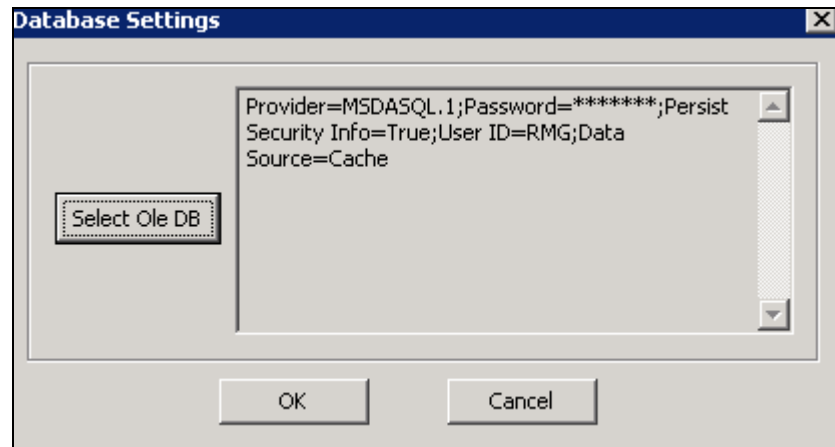 Database Settings
Provider=MSDASQL.1;Password=*******;Persist
Security Info=True;User ID=RMG;Data
Source=Cache
Select Ole DB
OK
Cancel